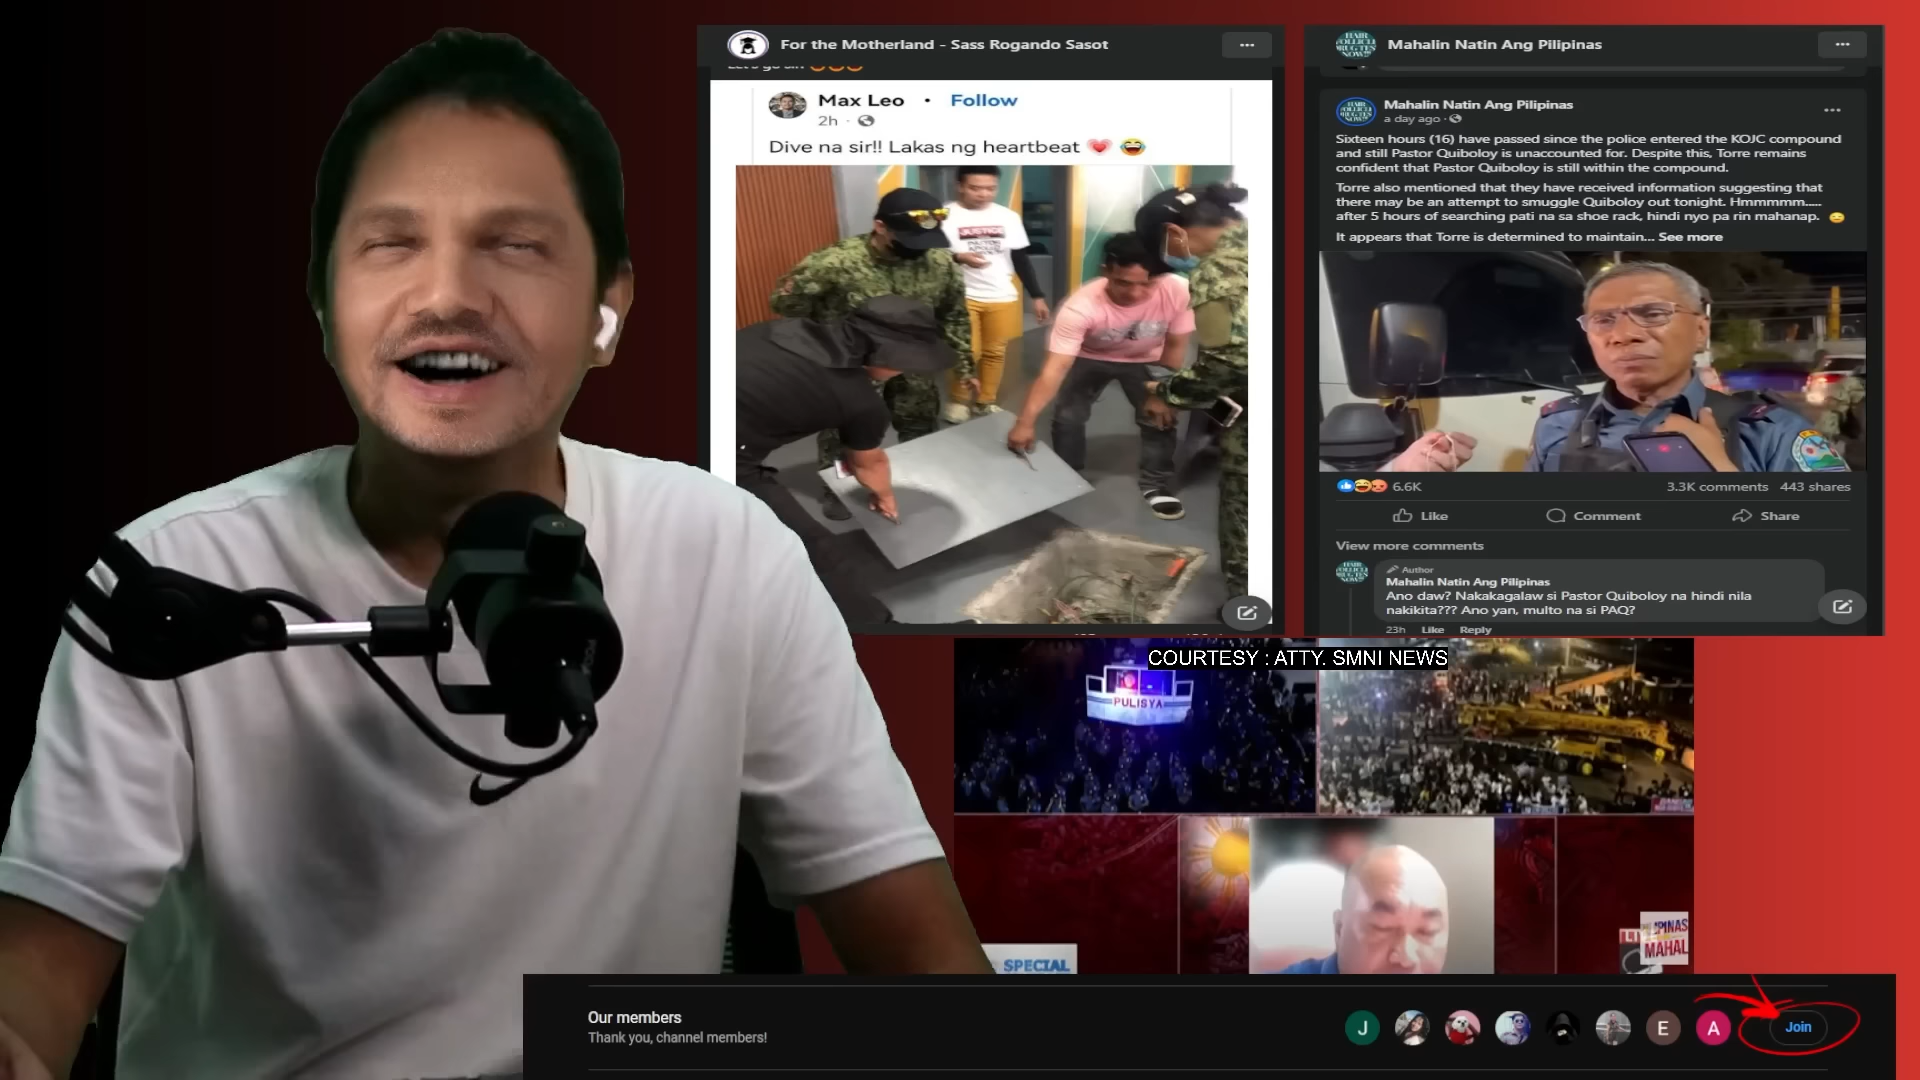 For the Motherland - Sass Rogando Sasot
Max Leo • Follow
2h
Dive na sir!! Lakas ng heartbeat
JUSTICE
Mahalin Natin Ang Pilipinas
Mahalin Natin Ang Pilipinas
a day ago
Sixteen hours (16) have passed since the police entered the KOJC compound
and still Pastor Quiboloy is unaccounted for. Despite this, Torre remains
confident that Pastor Quiboloy is still within the compound.
Torre also mentioned that they have received information suggesting that
there may be an attempt to smuggle Quiboloy out tonight. Hmmmmm.....
after 5 hours of searching pati na sa shoe rack, hindi nyo pa rin mahanap.
It appears that Torre is determined to maintain... See more
6.6K
3.3K comments 443 shares
Like Comment Share
View more comments
Author
Mahalin Natin Ang Pilipinas
Ano daw? Nakakagalaw si Pastor Quiboloy na hindi nila
nakikita??? Ano yan, multo na si PAQ?
23h Like Reply
COURTESY : ATTY. SMNI NEWS
PULISYA
SPECIAL
MAHAL
Our members
Thank you, channel members!
J
E
A
Join